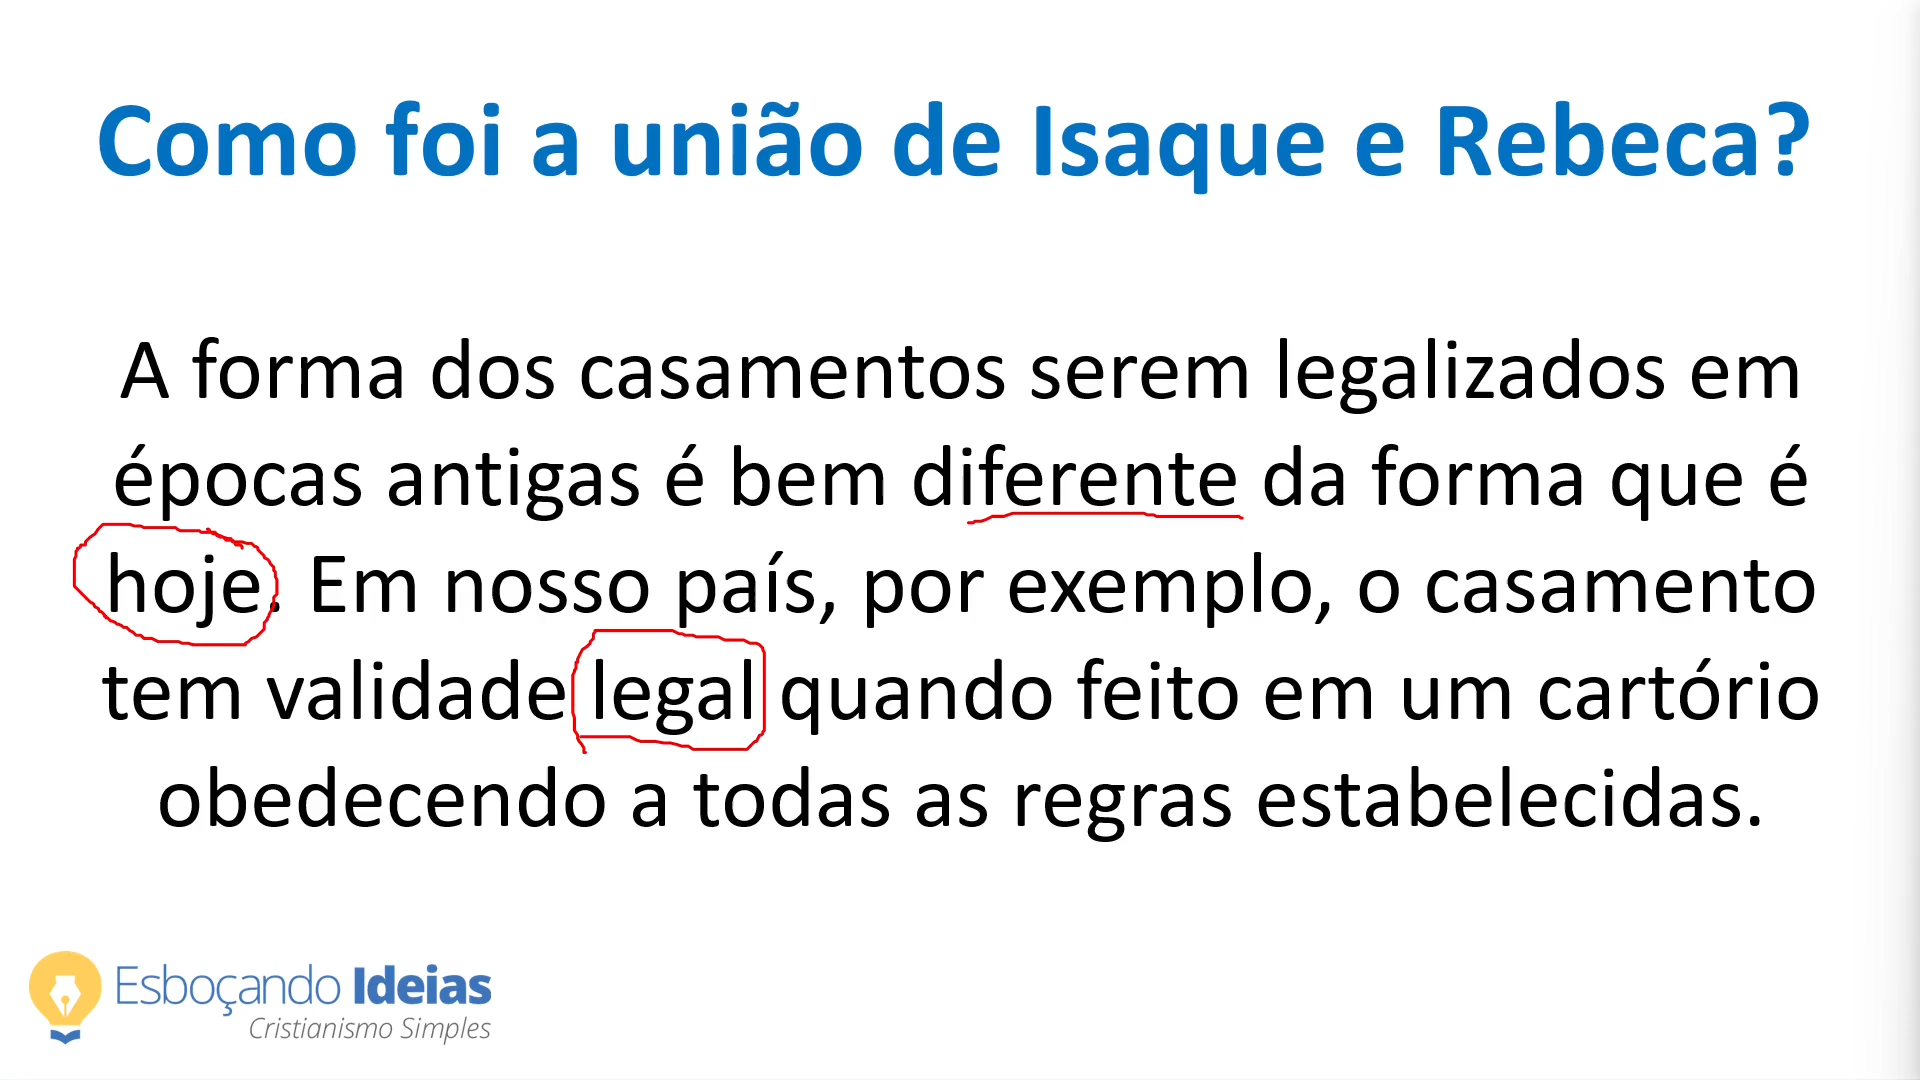 Como foi a união de Isaque e Rebeca?
A forma dos casamentos serem legalizados em
épocas antigas é bem diferente da forma que é
hoje. Em nosso país, por exemplo, o casamento
tem validade legal quando feito em um cartório
obedecendo a todas as regras estabelecidas.
Esboçando Ideias
Cristianismo Simples